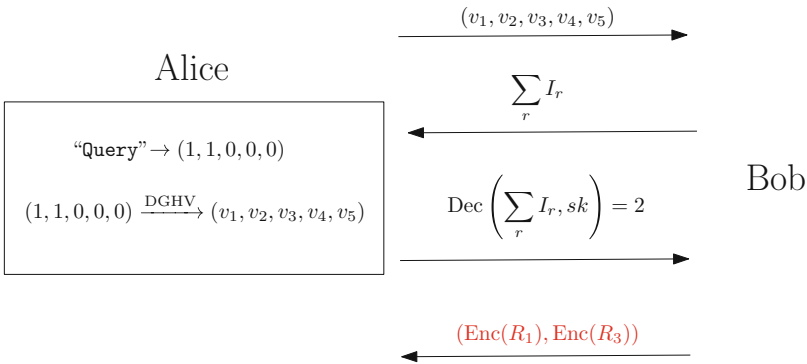 (v₁, v₂, v₃, v₄, v₅)
Alice
∑ᵣ Iᵣ
“Query” → (1, 1, 0, 0, 0)
Bob
(1, 1, 0, 0, 0) DGHV→ (v₁, v₂, v₃, v₄, v₅)
Dec (∑ᵣ Iᵣ, sk) = 2
(Enc(R₁), Enc(R₃))